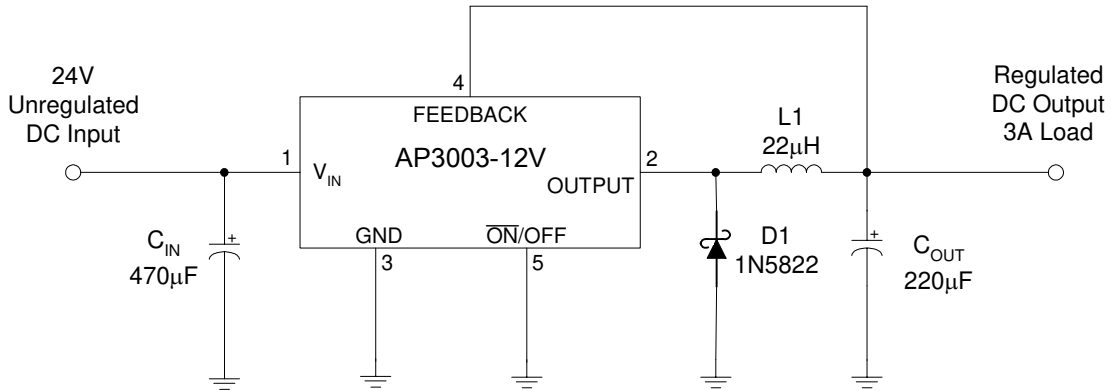 4
24V
Unregulated
DC Input
Regulated
DC Output
3A Load
FEEDBACK
AP3003-12V
L1
22μH
1
V_IN
OUTPUT
2
GND
O̅N̅/OFF
3
5
C_IN
+
470μF
D1
1N5822
+
C_OUT
220μF